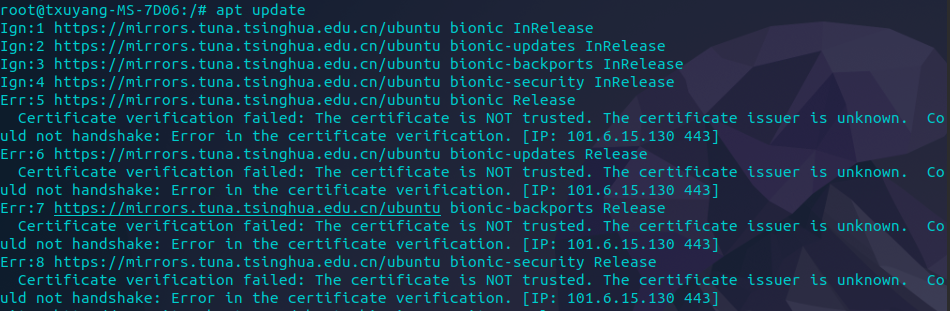 root@txuyang-MS-7D06:/# apt update
Ign:1 https://mirrors.tuna.tsinghua.edu.cn/ubuntu bionic InRelease
Ign:2 https://mirrors.tuna.tsinghua.edu.cn/ubuntu bionic-updates InRelease
Ign:3 https://mirrors.tuna.tsinghua.edu.cn/ubuntu bionic-backports InRelease
Ign:4 https://mirrors.tuna.tsinghua.edu.cn/ubuntu bionic-security InRelease
Err:5 https://mirrors.tuna.tsinghua.edu.cn/ubuntu bionic Release
  Certificate verification failed: The certificate is NOT trusted. The certificate issuer is unknown.  Co
uld not handshake: Error in the certificate verification. [IP: 101.6.15.130 443]
Err:6 https://mirrors.tuna.tsinghua.edu.cn/ubuntu bionic-updates Release
  Certificate verification failed: The certificate is NOT trusted. The certificate issuer is unknown.  Co
uld not handshake: Error in the certificate verification. [IP: 101.6.15.130 443]
Err:7 https://mirrors.tuna.tsinghua.edu.cn/ubuntu bionic-backports Release
  Certificate verification failed: The certificate is NOT trusted. The certificate issuer is unknown.  Co
uld not handshake: Error in the certificate verification. [IP: 101.6.15.130 443]
Err:8 https://mirrors.tuna.tsinghua.edu.cn/ubuntu bionic-security Release
  Certificate verification failed: The certificate is NOT trusted. The certificate issuer is unknown.  Co
uld not handshake: Error in the certificate verification. [IP: 101.6.15.130 443]